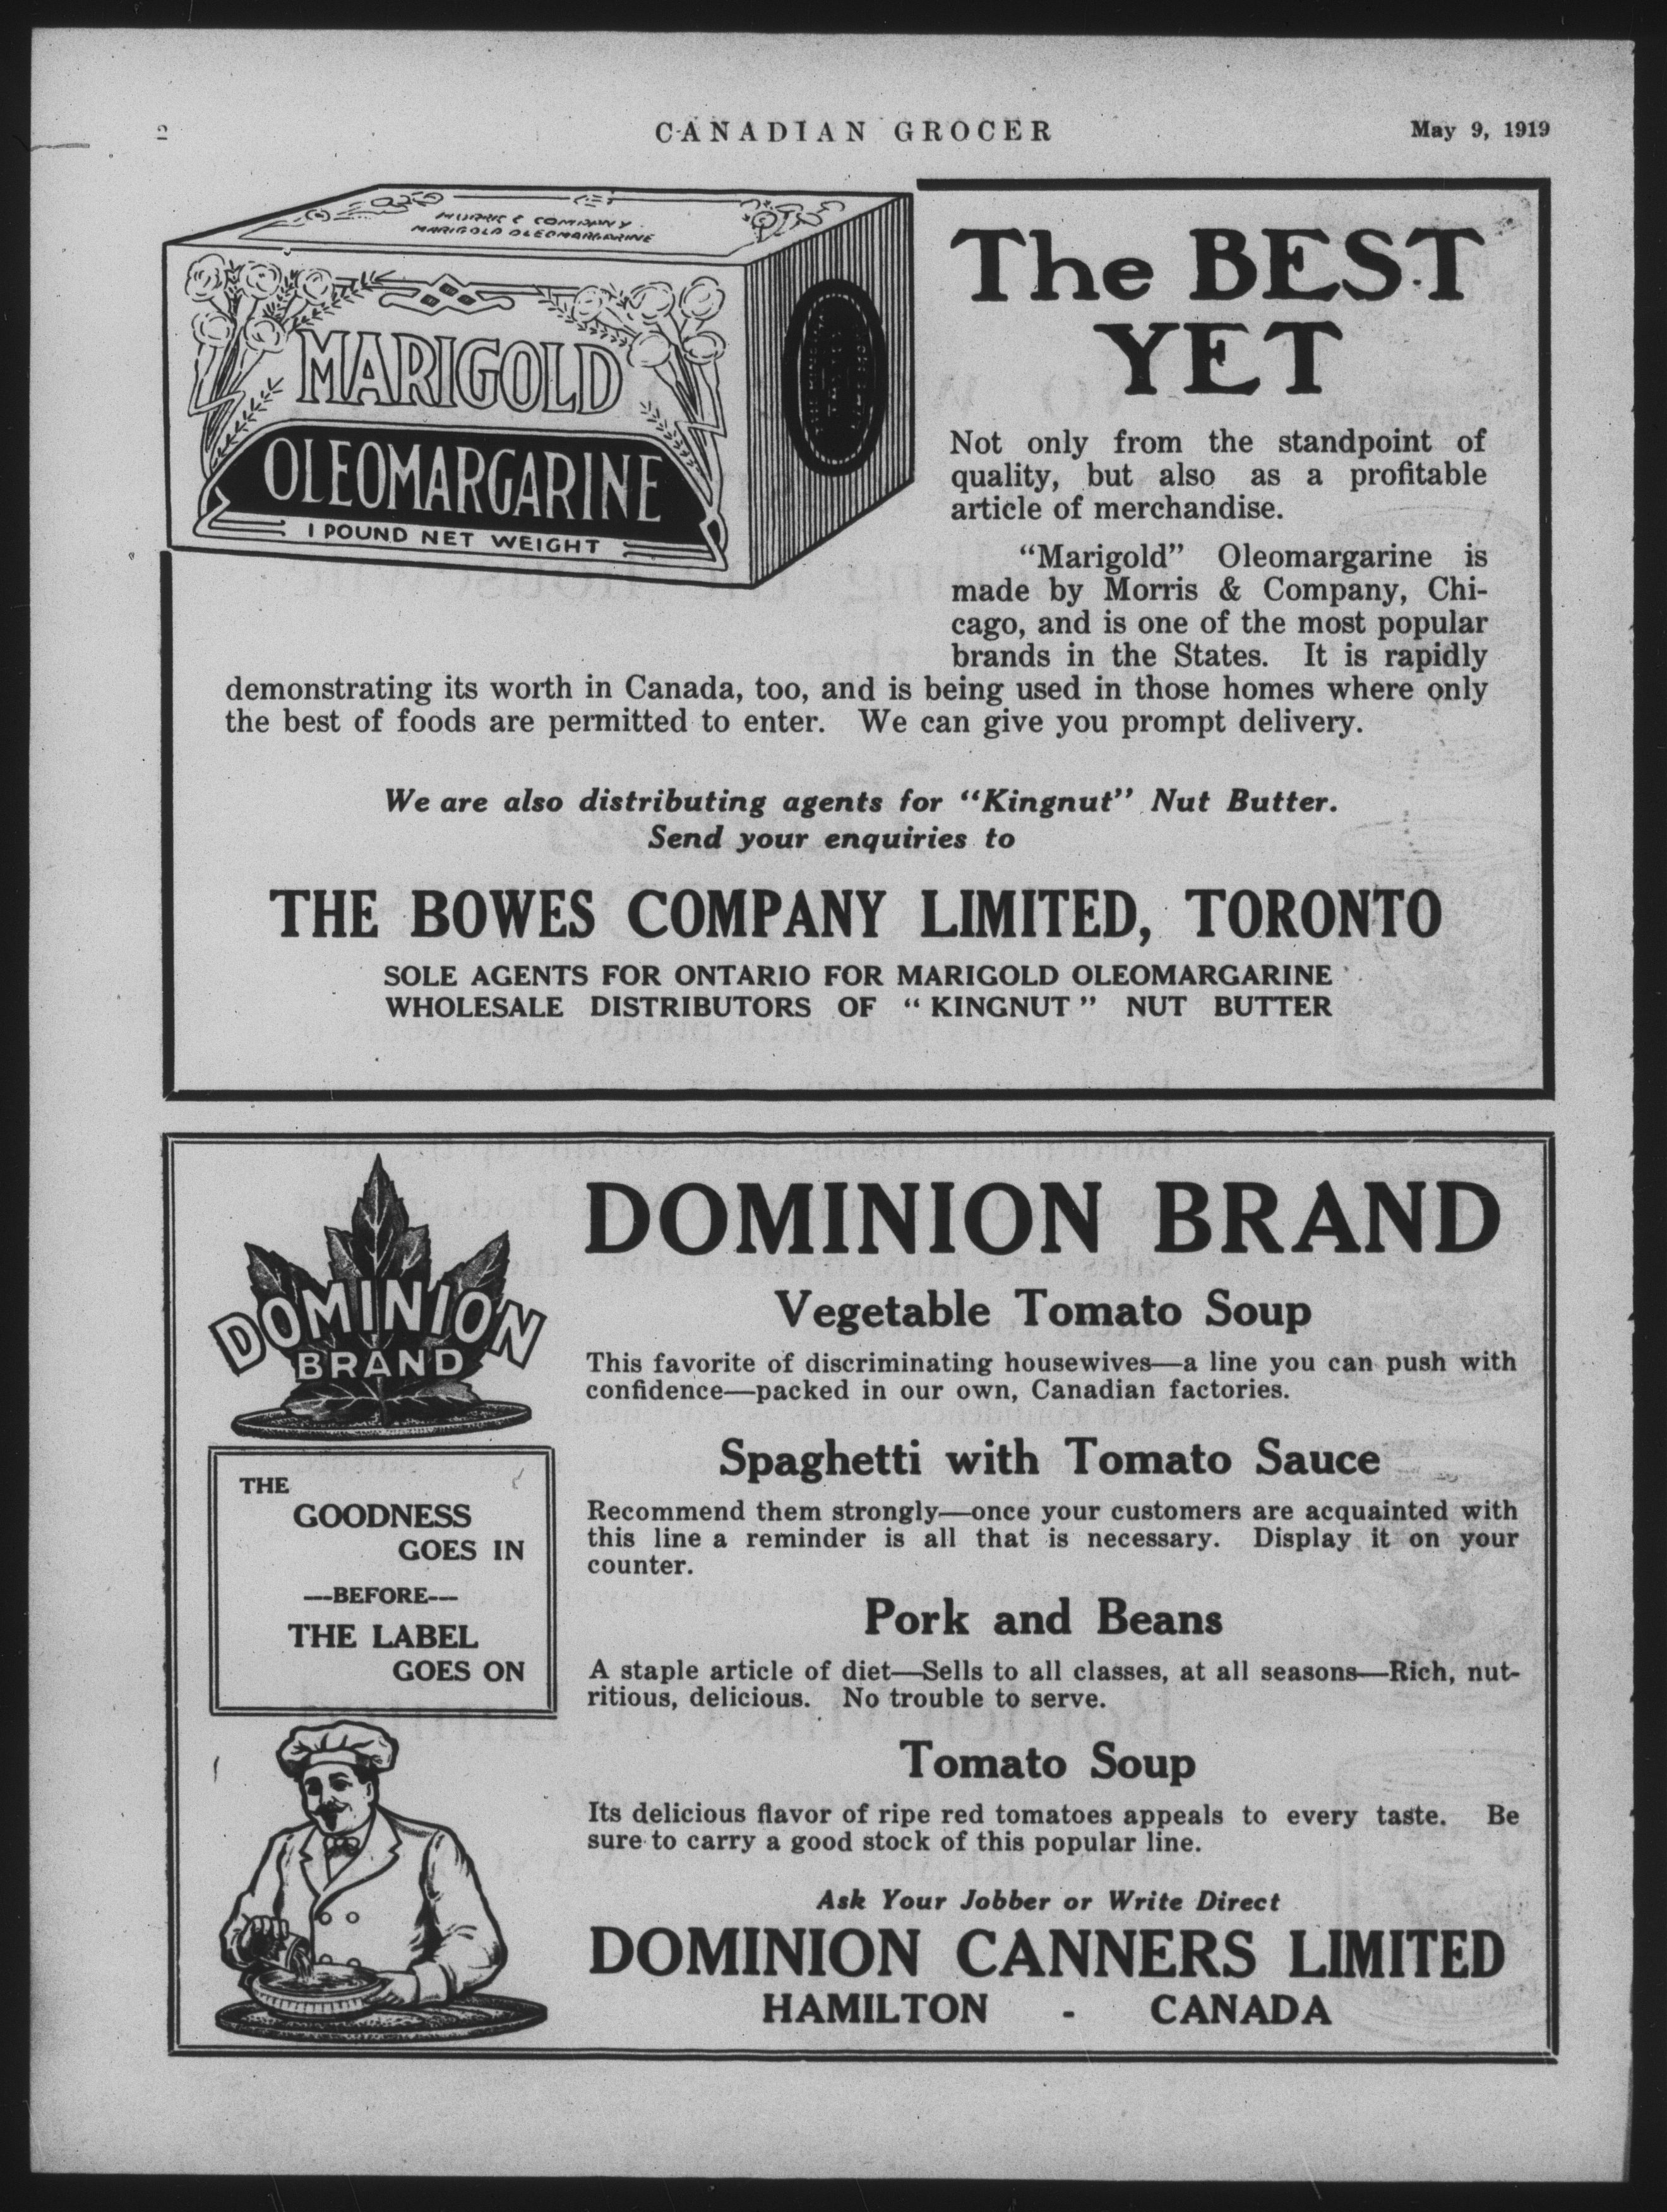 2
CANADIAN GROCER
May 9, 1919
MORRIS & COMPANY
MARIGOLD OLEOMARGARINE
MARIGOLD
OLEOMARGARINE
1 POUND NET WEIGHT
The BEST
YET
Not only from the standpoint of
quality, but also as a profitable
article of merchandise.
“Marigold” Oleomargarine is
made by Morris & Company, Chi-
cago, and is one of the most popular
brands in the States. It is rapidly
demonstrating its worth in Canada, too, and is being used in those homes where only
the best of foods are permitted to enter. We can give you prompt delivery.
We are also distributing agents for “Kingnut” Nut Butter.
Send your enquiries to
THE BOWES COMPANY LIMITED, TORONTO
SOLE AGENTS FOR ONTARIO FOR MARIGOLD OLEOMARGARINE
WHOLESALE DISTRIBUTORS OF “KINGNUT” NUT BUTTER
DOMINION
BRAND
THE
GOODNESS
GOES IN
---BEFORE---
THE LABEL
GOES ON
DOMINION BRAND
Vegetable Tomato Soup
This favorite of discriminating housewives—a line you can push with
confidence—packed in our own, Canadian factories.
Spaghetti with Tomato Sauce
Recommend them strongly—once your customers are acquainted with
this line a reminder is all that is necessary. Display it on your
counter.
Pork and Beans
A staple article of diet—Sells to all classes, at all seasons—Rich, nut-
ritious, delicious. No trouble to serve.
Tomato Soup
Its delicious flavor of ripe red tomatoes appeals to every taste. Be
sure to carry a good stock of this popular line.
Ask Your Jobber or Write Direct
DOMINION CANNERS LIMITED
HAMILTON - CANADA